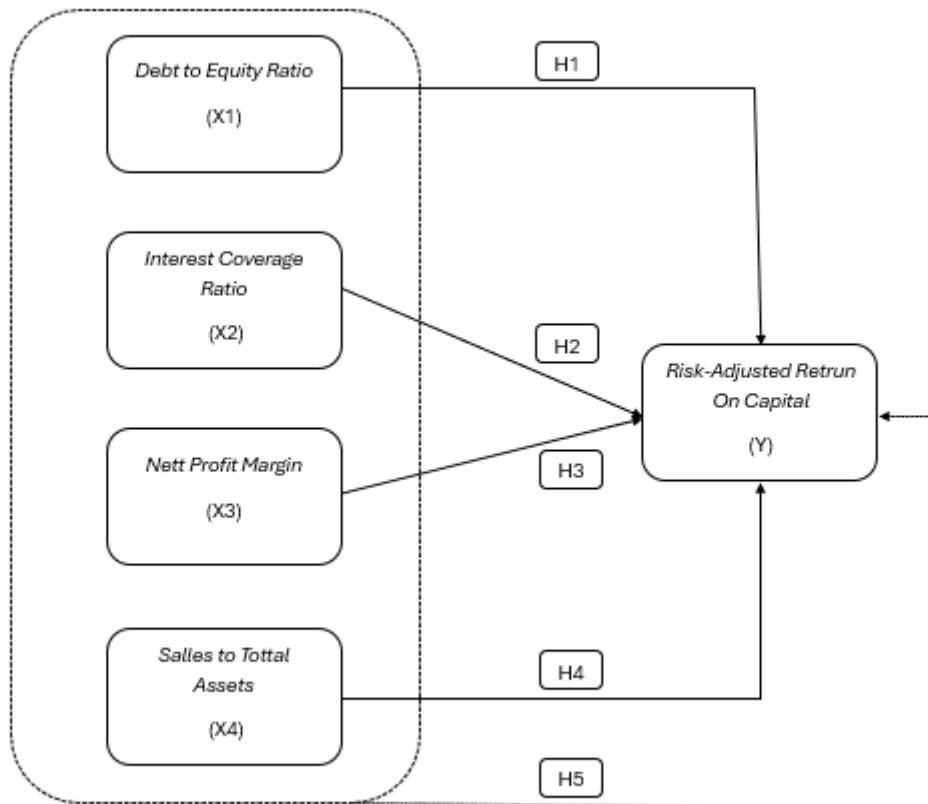 Debt to Equity Ratio
(X1)
H1
Interest Coverage
Ratio
(X2)
H2
Risk-Adjusted Retrun
On Capital
(Y)
Nett Profit Margin
(X3)
H3
Salles to Tottal
Assets
(X4)
H4
H5